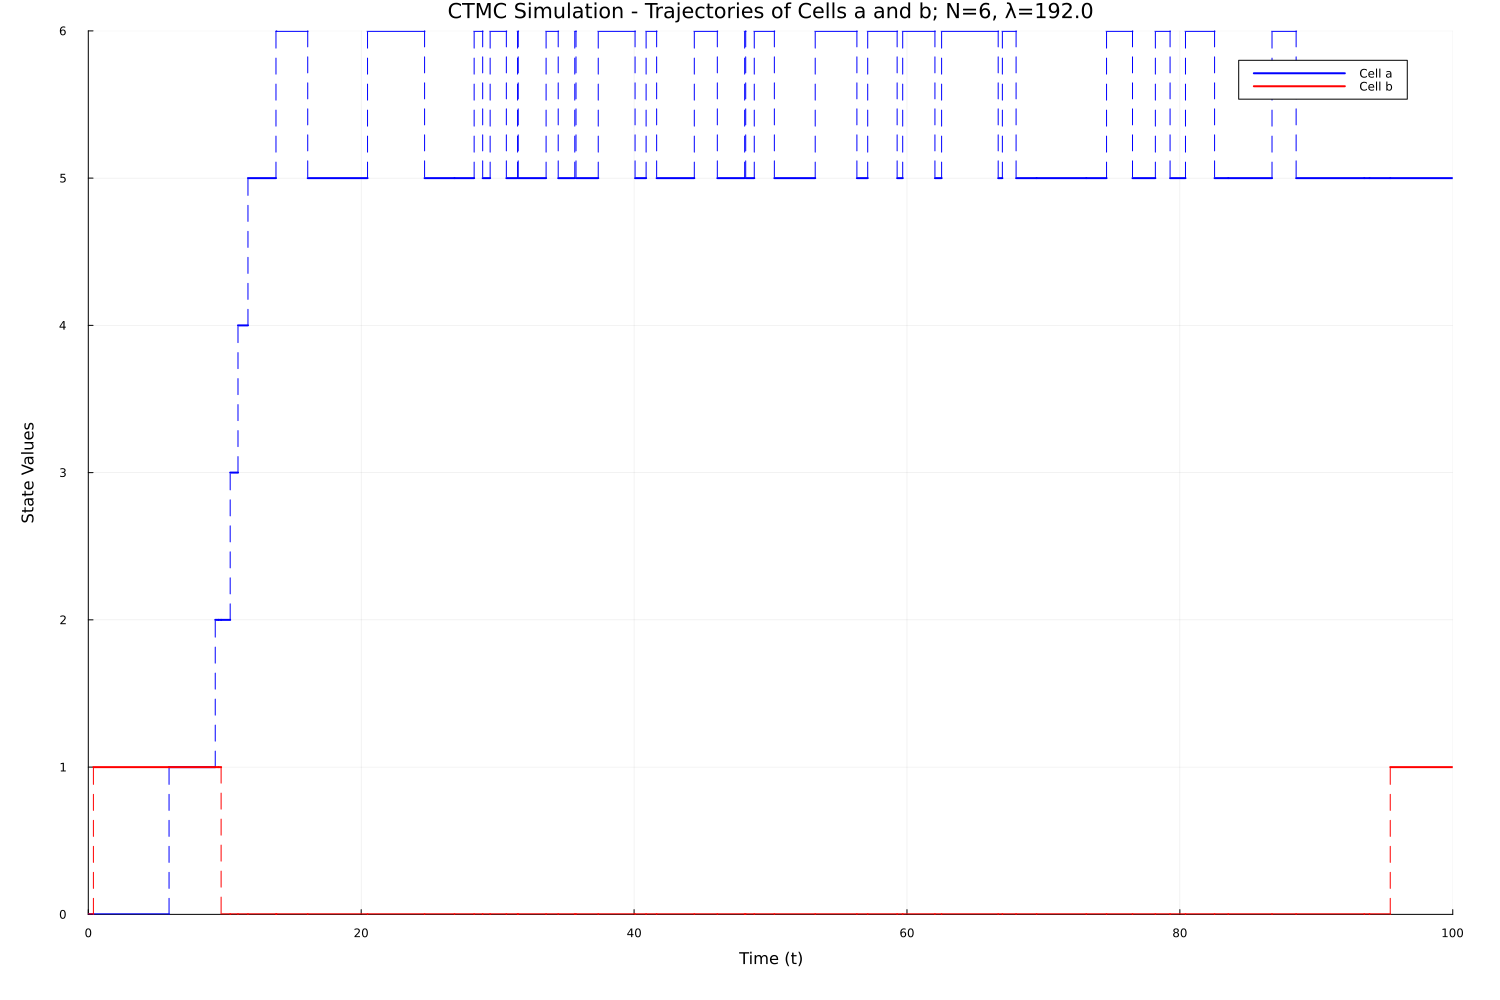 CTMC Simulation - Trajectories of Cells a and b; N=6, λ=192.0
6
Cell a
Cell b
5
4
State Values
3
2
1
0
0 20 40 60 80 100
Time (t)